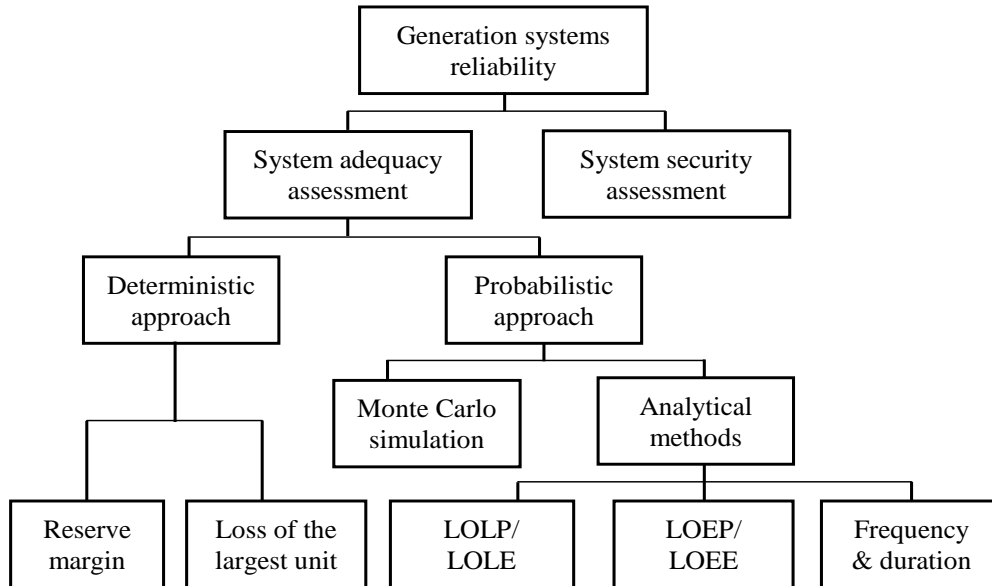 Generation systems
reliability
System adequacy
assessment
System security
assessment
Deterministic
approach
Probabilistic
approach
Monte Carlo
simulation
Analytical
methods
Reserve
margin
Loss of the
largest unit
LOLP/
LOLE
LOEP/
LOEE
Frequency
& duration